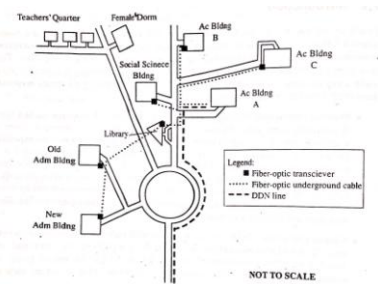 Teachers' Quarter
Female Dorm
Ac Bldng
B
Ac Bldng
C
Social Scinece
Bldng
Ac Bldng
A
Library
Old
Adm Bldng
New
Adm Bldng
Legend:
Fiber-optic transciever
Fiber-optic underground cable
DDN line
NOT TO SCALE